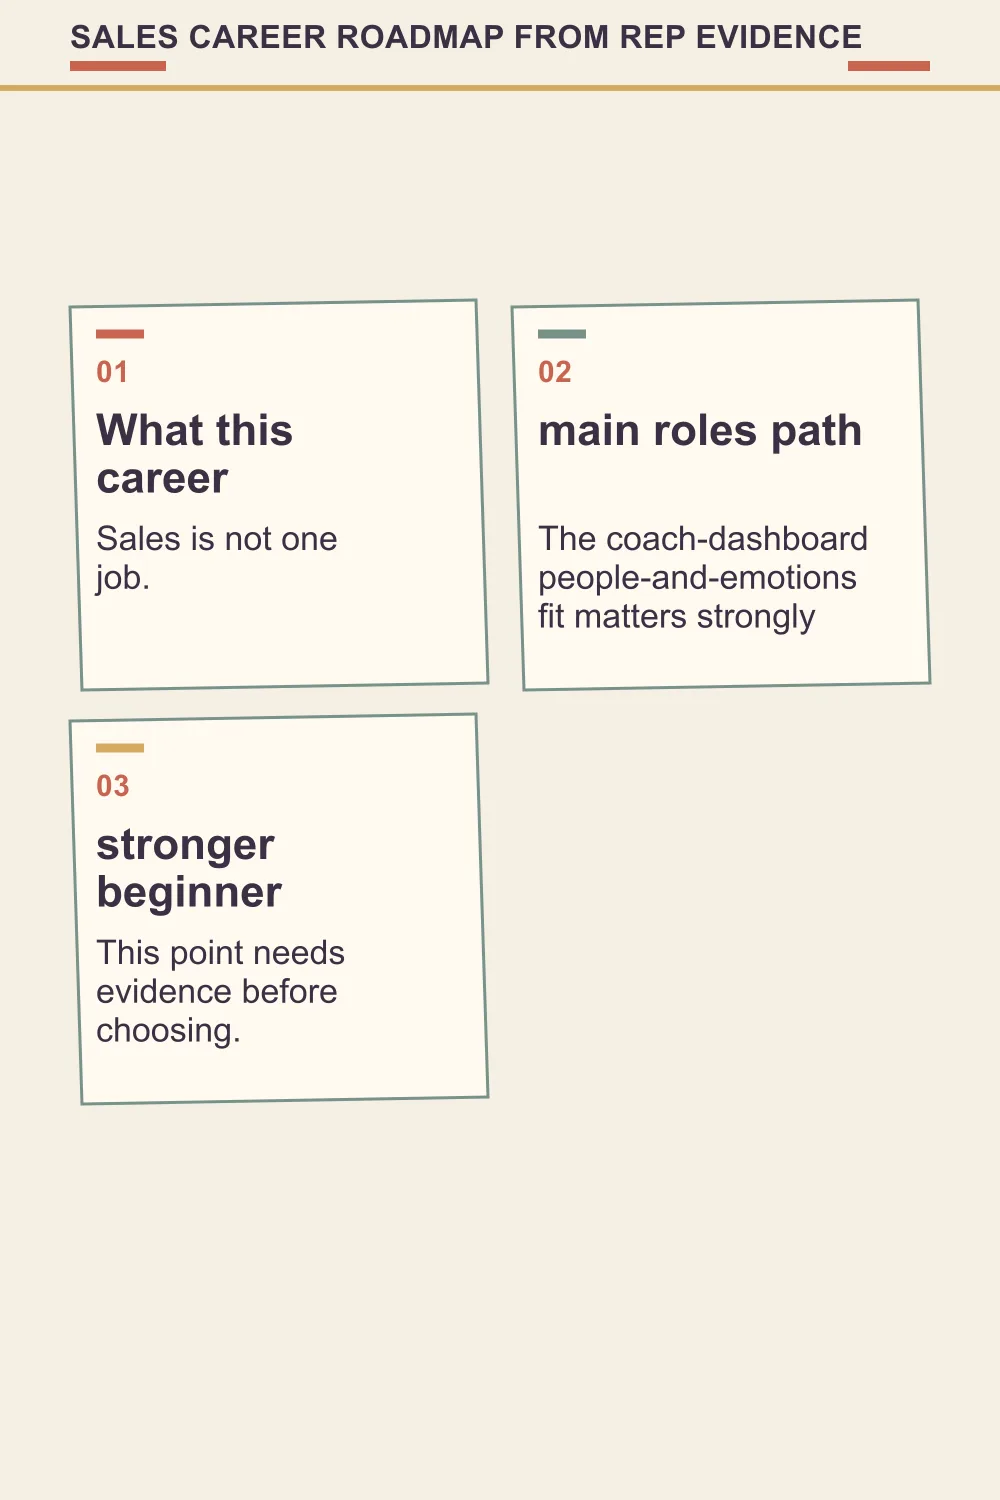 SALES CAREER ROADMAP FROM REP EVIDENCE
01
What this
career
Sales is not one
job.
02
main roles path
The coach-dashboard
people-and-emotions
fit matters strongly
03
stronger
beginner
This point needs
evidence before
choosing.